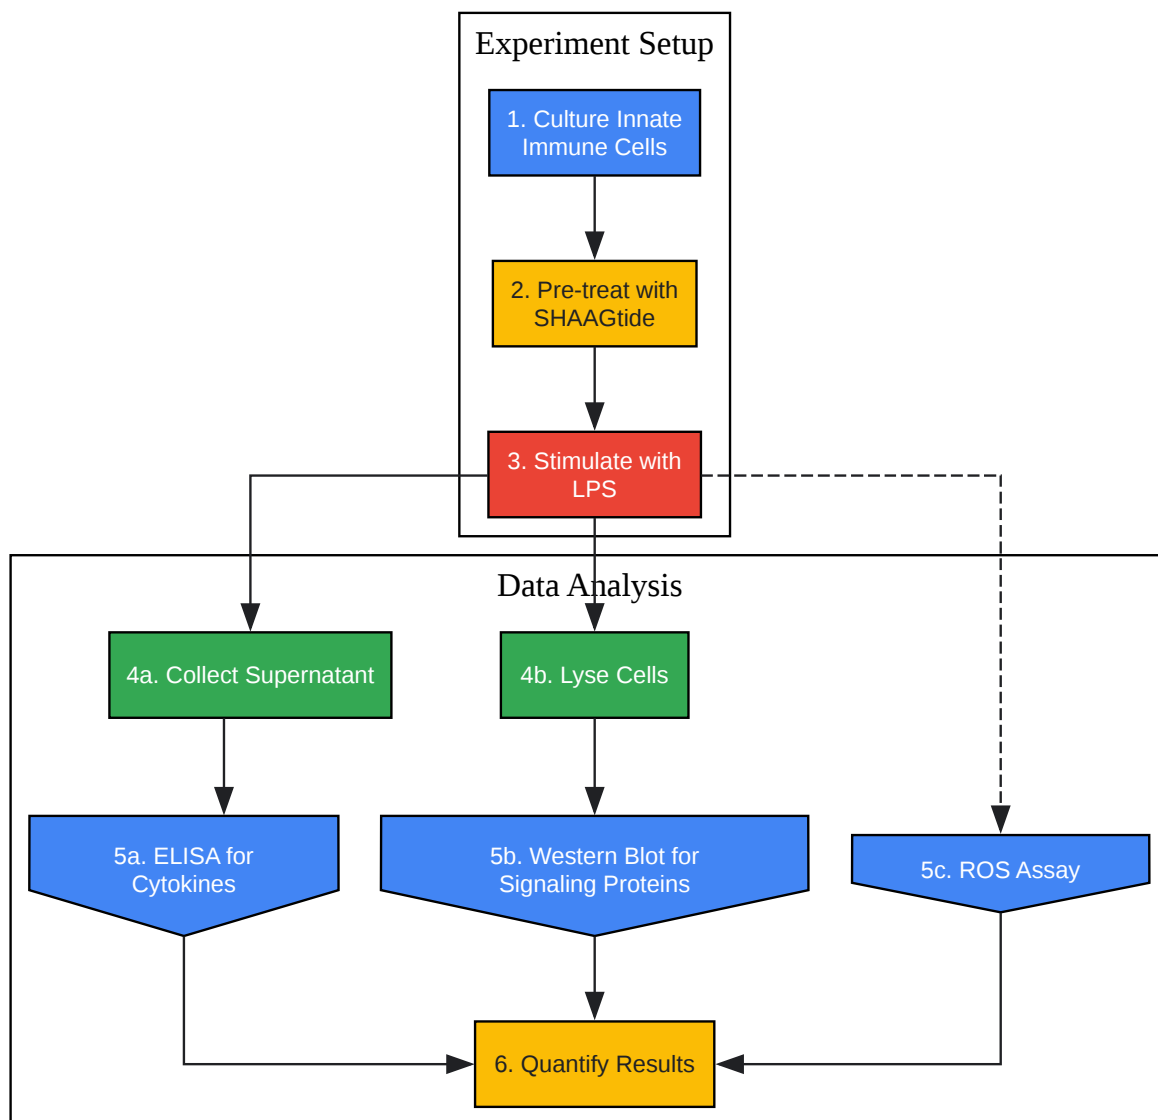 Experiment Setup
1. Culture Innate
Immune Cells
2. Pre-treat with
SHAAGtide
3. Stimulate with
LPS
Data Analysis
4a. Collect Supernatant
4b. Lyse Cells
5a. ELISA for
Cytokines
5b. Western Blot for
Signaling Proteins
5c. ROS Assay
6. Quantify Results